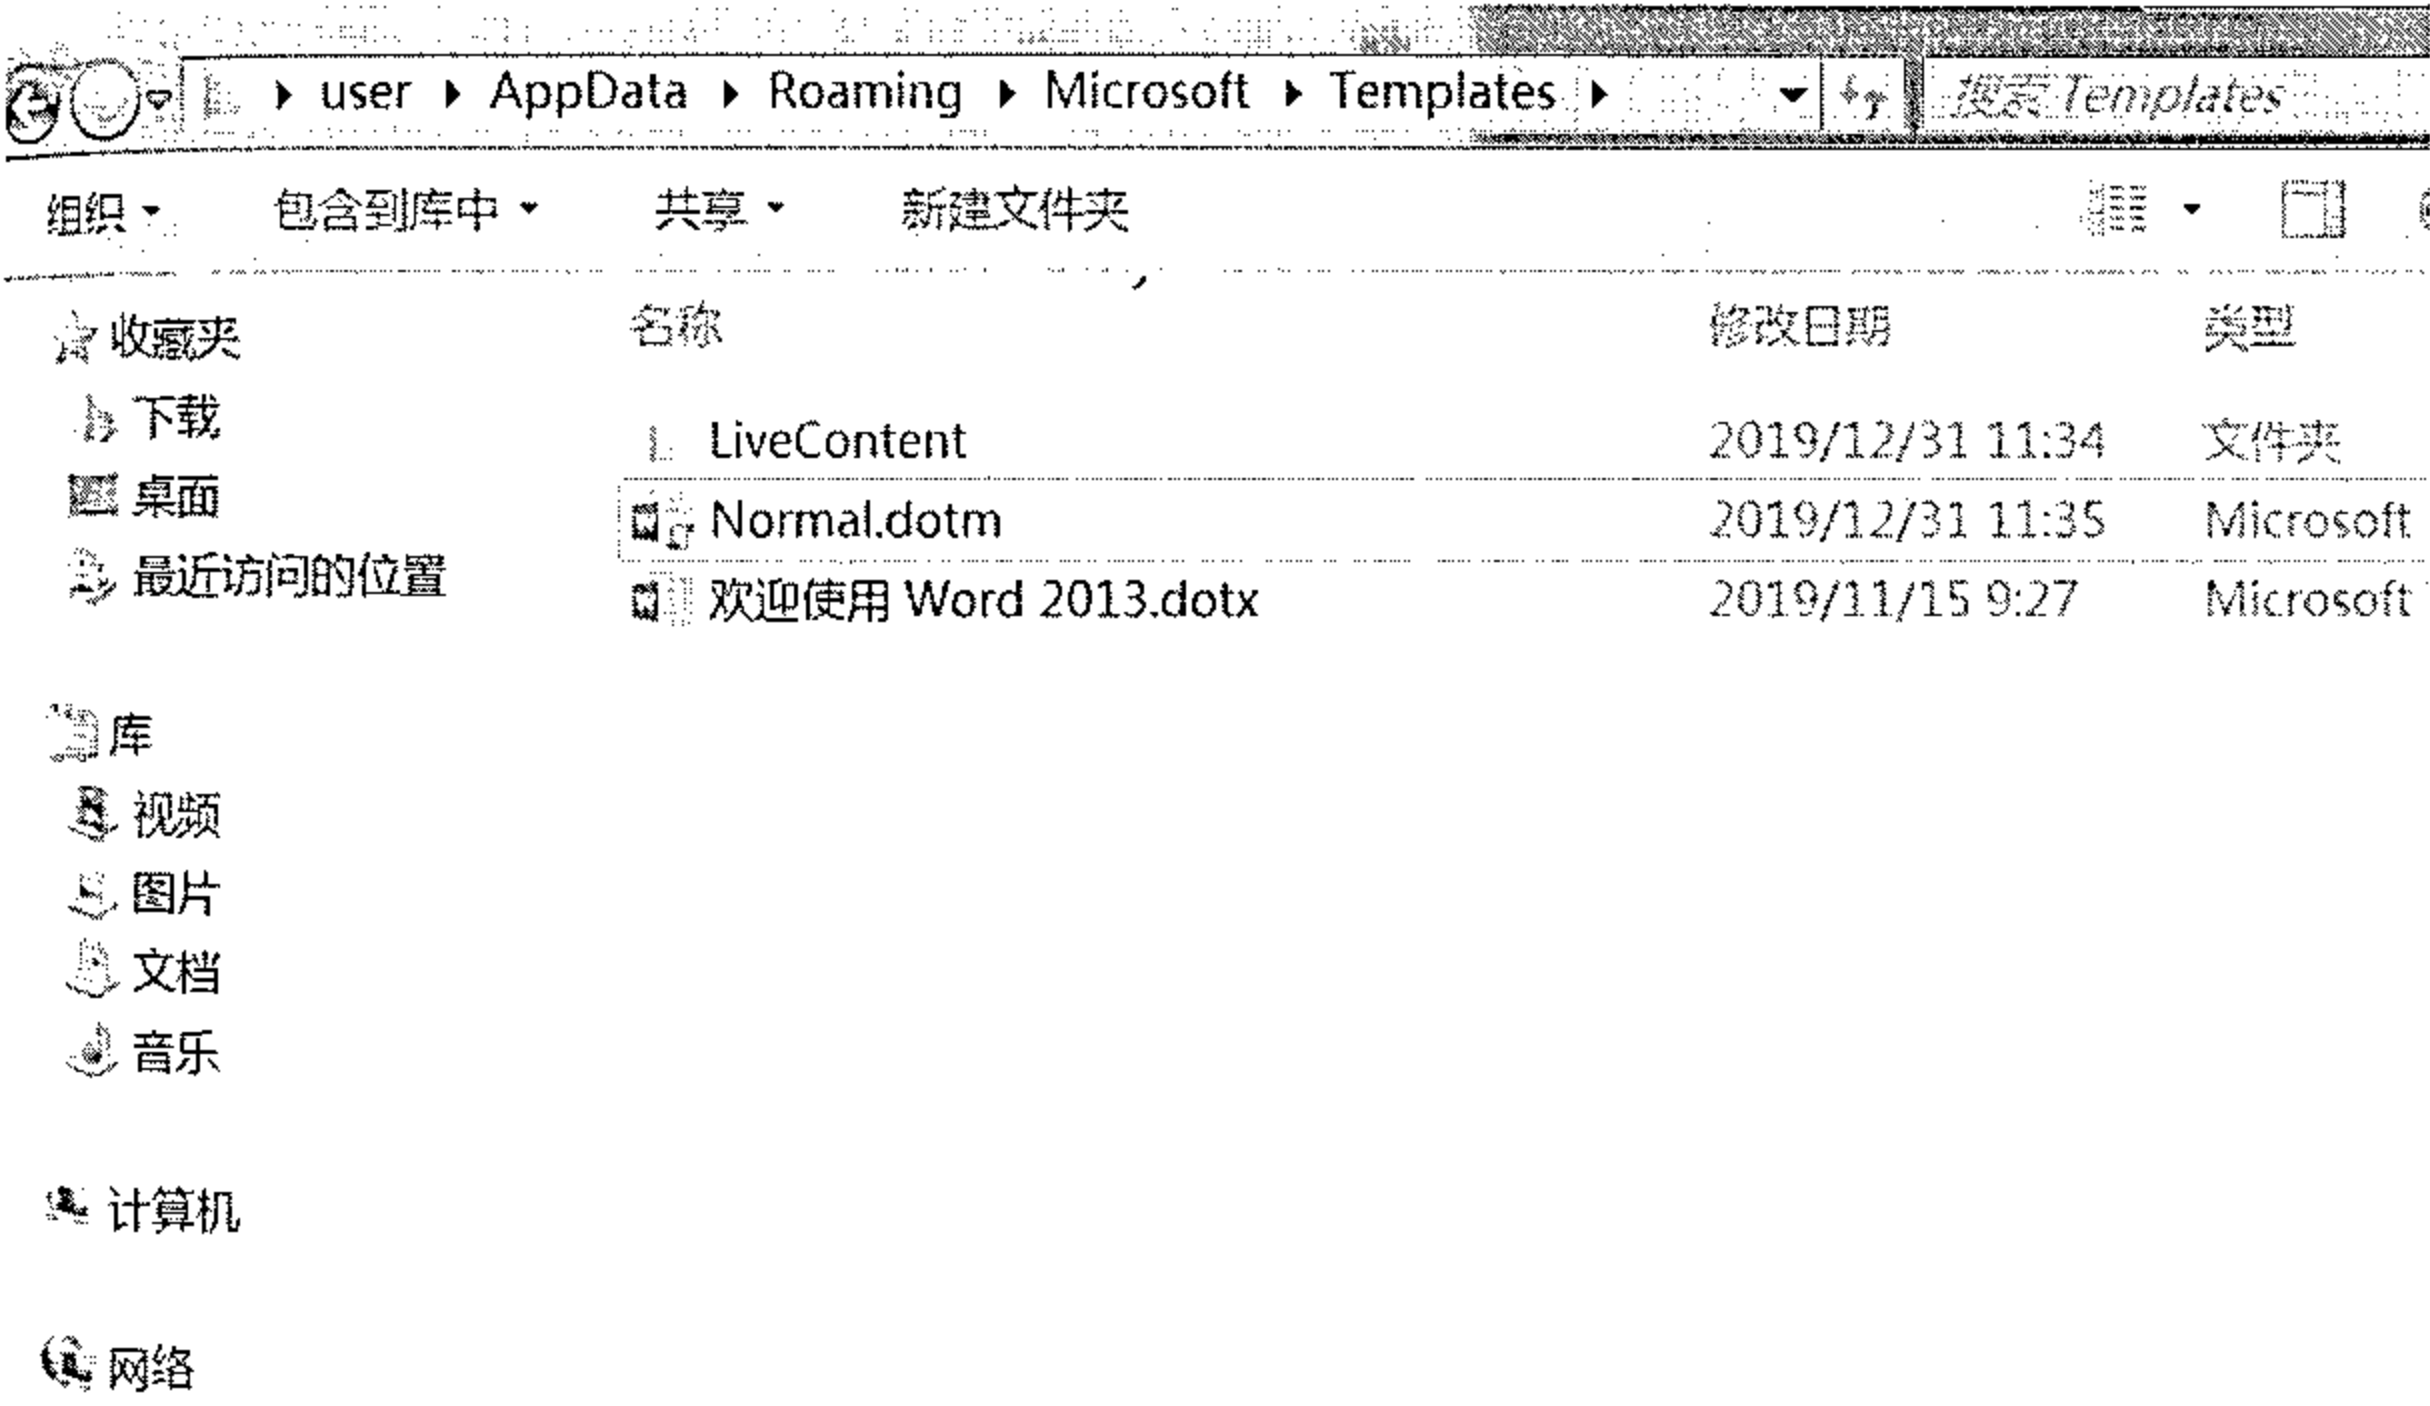 user ▸ AppData ▸ Roaming ▸ Microsoft ▸ Templates ▸ 搜索 Templates
组织 包含到库中 共享 新建文件夹
名称 修改日期 类型
收藏夹
下载
LiveContent 2019/12/31 11:34 文件夹
桌面
Normal.dotm 2019/12/31 11:35 Microsoft
最近访问的位置
欢迎使用 Word 2013.dotx 2019/11/15 9:27 Microsoft
库
视频
图片
文档
音乐
计算机
网络